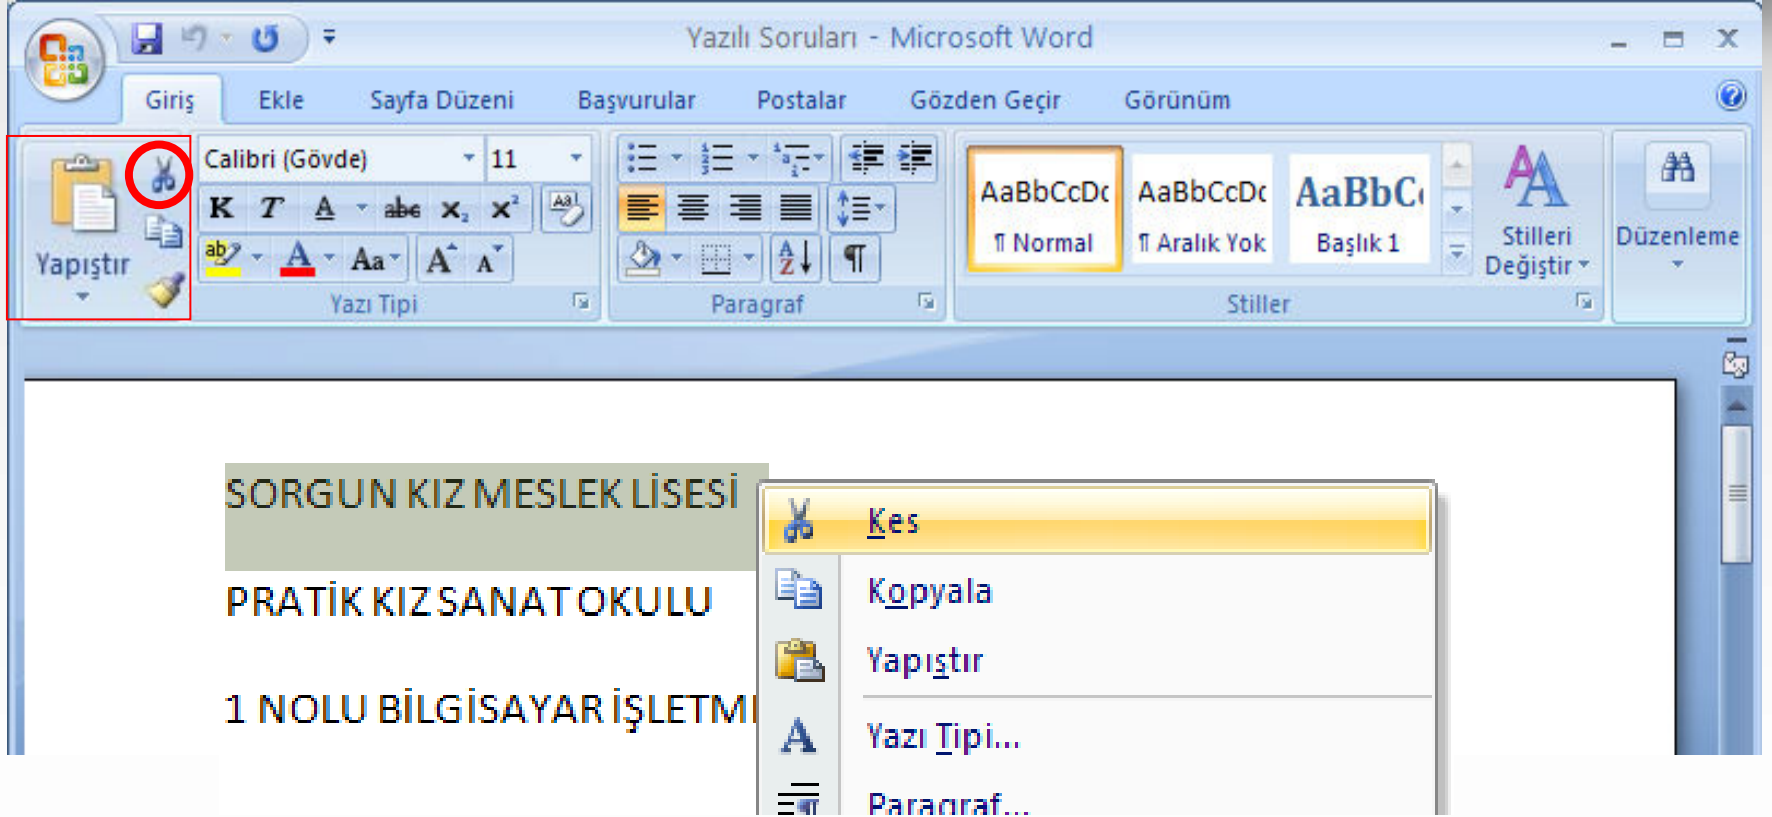 Yazılı Soruları - Microsoft Word
Giriş Ekle Sayfa Düzeni Başvurular Postalar Gözden Geçir Görünüm
Calibri (Gövde) 11
K T A abe x₂ x²
ab A Aa A A
Yapıştır
Yazı Tipi
Paragraf
AaBbCcDc AaBbCcDc AaBbC
¶ Normal ¶ Aralık Yok Başlık 1
Stilleri
Değiştir
Stiller
Düzenleme
SORGUN KIZ MESLEK LİSESİ
PRATİK KIZ SANAT OKULU
1 NOLU BİLGİSAYAR İŞLETM
Kes
Kopyala
Yapıştır
Yazı Tipi...
Paragraf...